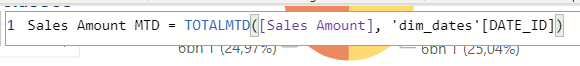 1 Sales Amount MTD = TOTALMTD([Sales Amount], 'dim_dates'[DATE_ID])
6bn T (24,97%)
6bn T (25,04%)